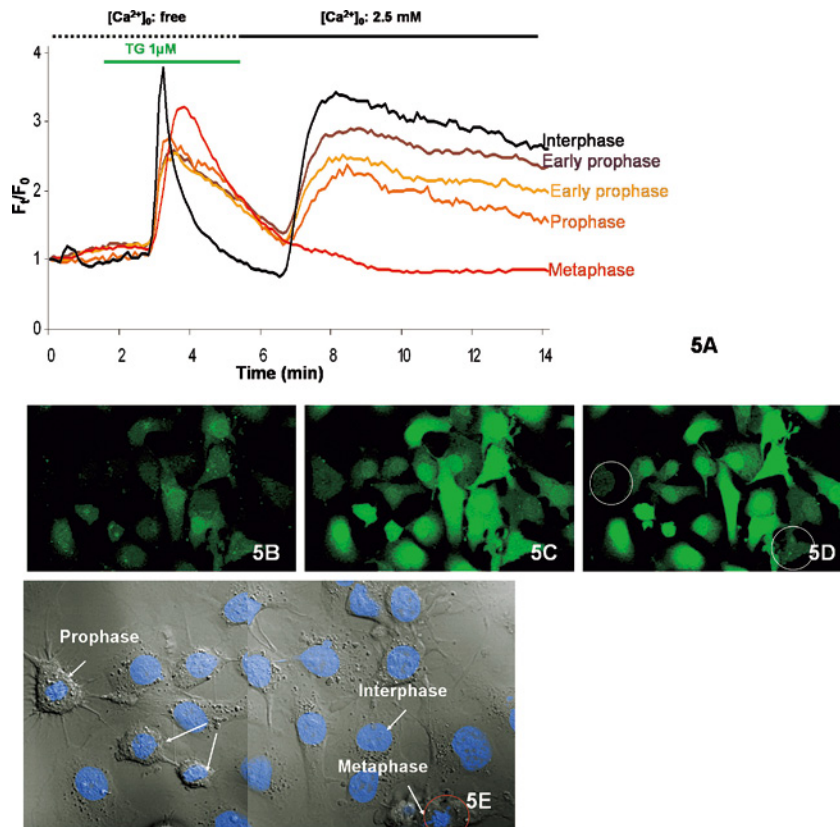 [Ca²⁺]₀: free [Ca²⁺]₀: 2.5 mM
TG 1µM
4
3
2
1
0
Fₜ/F₀
0 2 4 6 8 10 12 14
Time (min)
Interphase
Early prophase
Early prophase
Prophase
Metaphase
5A
5B 5C 5D
Prophase
Interphase
Metaphase
5E